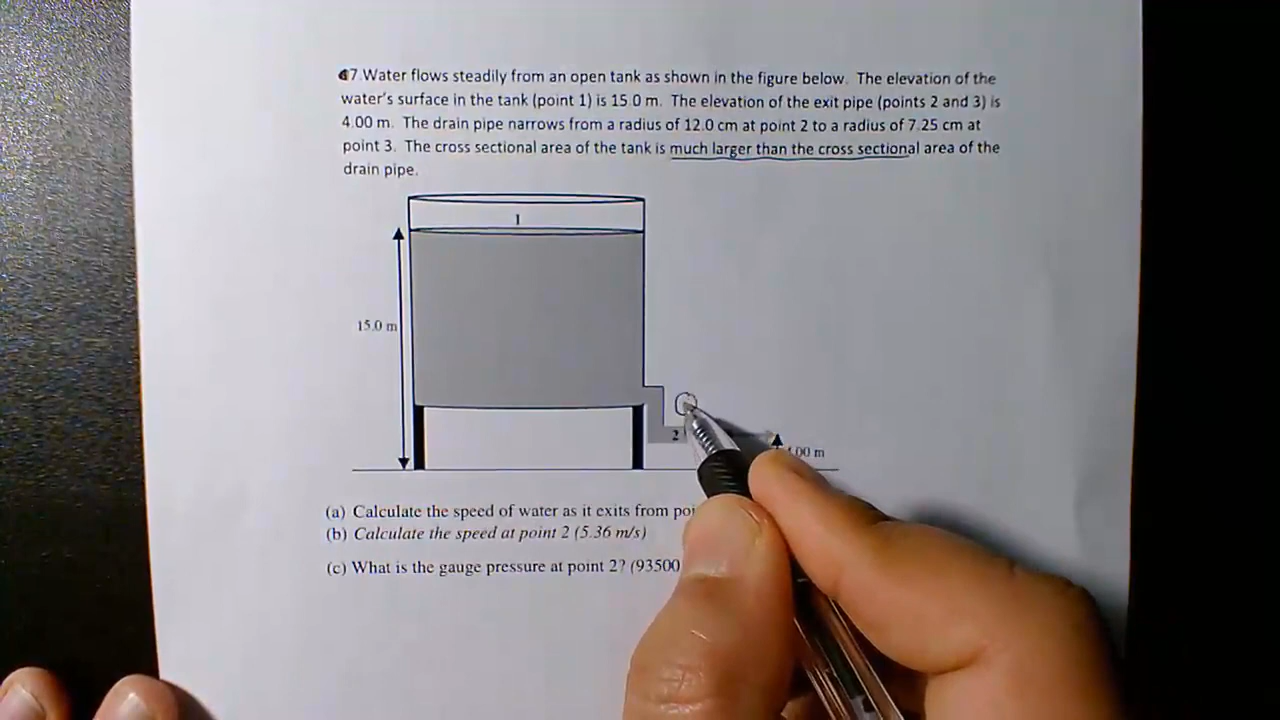 67 Water flows steadily from an open tank as shown in the figure below. The elevation of the
water's surface in the tank (point 1) is 15.0 m. The elevation of the exit pipe (points 2 and 3) is
4.00 m. The drain pipe narrows from a radius of 12.0 cm at point 2 to a radius of 7.25 cm at
point 3. The cross sectional area of the tank is much larger than the cross sectional area of the
drain pipe.
1
15.0 m
2
.00 m
(a) Calculate the speed of water as it exits from
(b) Calculate the speed at point 2 (5.36 m/s)
(c) What is the gauge pressure at point 2? (93500